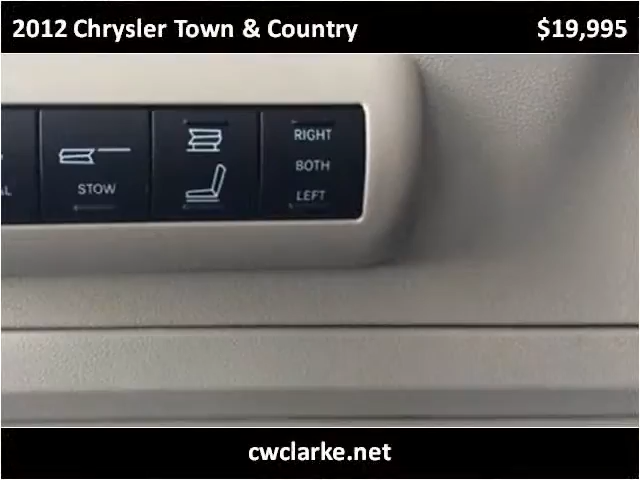 2012 Chrysler Town & Country $19,995
STOW
RIGHT
BOTH
LEFT
cwclarke.net